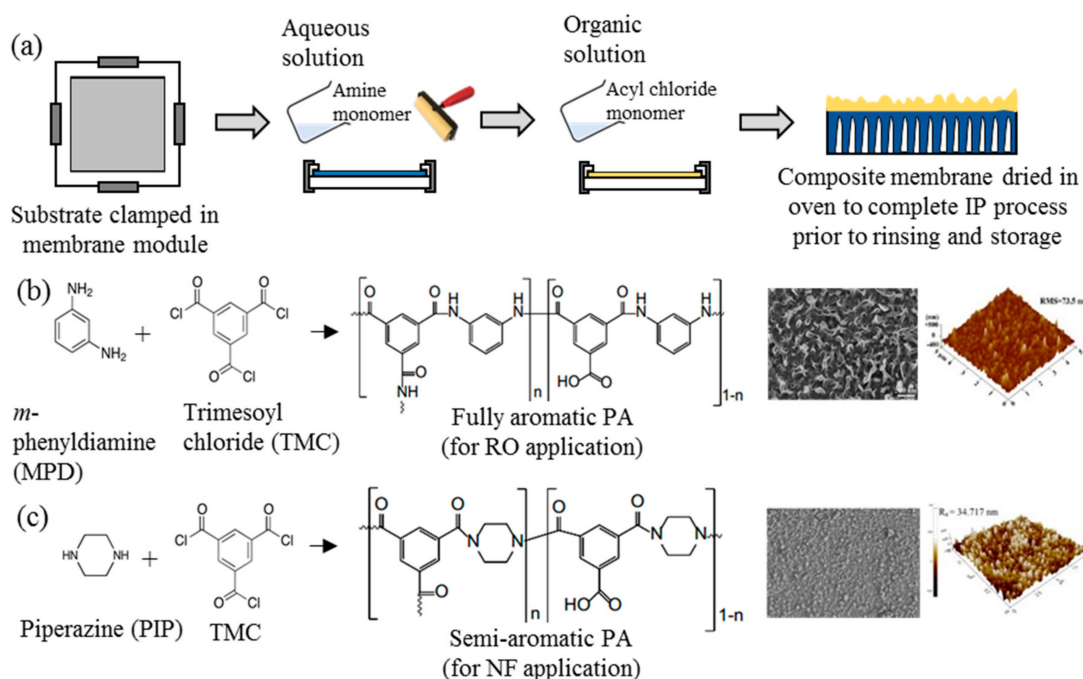 (a)
Aqueous
solution
Amine
monomer
Organic
solution
Acyl chloride
monomer
Substrate clamped in
membrane module
Composite membrane dried in
oven to complete IP process
prior to rinsing and storage
(b)
NH₂
NH₂
+
O
Cl
O
Cl
O
Cl
m-
phenyldiamine
(MPD)
Trimesoyl
chloride (TMC)
O
O
H
N
H
N
O
NH
n
O
O
H
N
H
N
HO
O
1-n
Fully aromatic PA
(for RO application)
RMS=73.5
(c)
HN
NH
+
O
Cl
O
Cl
O
Cl
Piperazine (PIP)
TMC
O
O
N
N
O
n
O
O
N
N
HO
O
1-n
Semi-aromatic PA
(for NF application)
= 34.717 nm